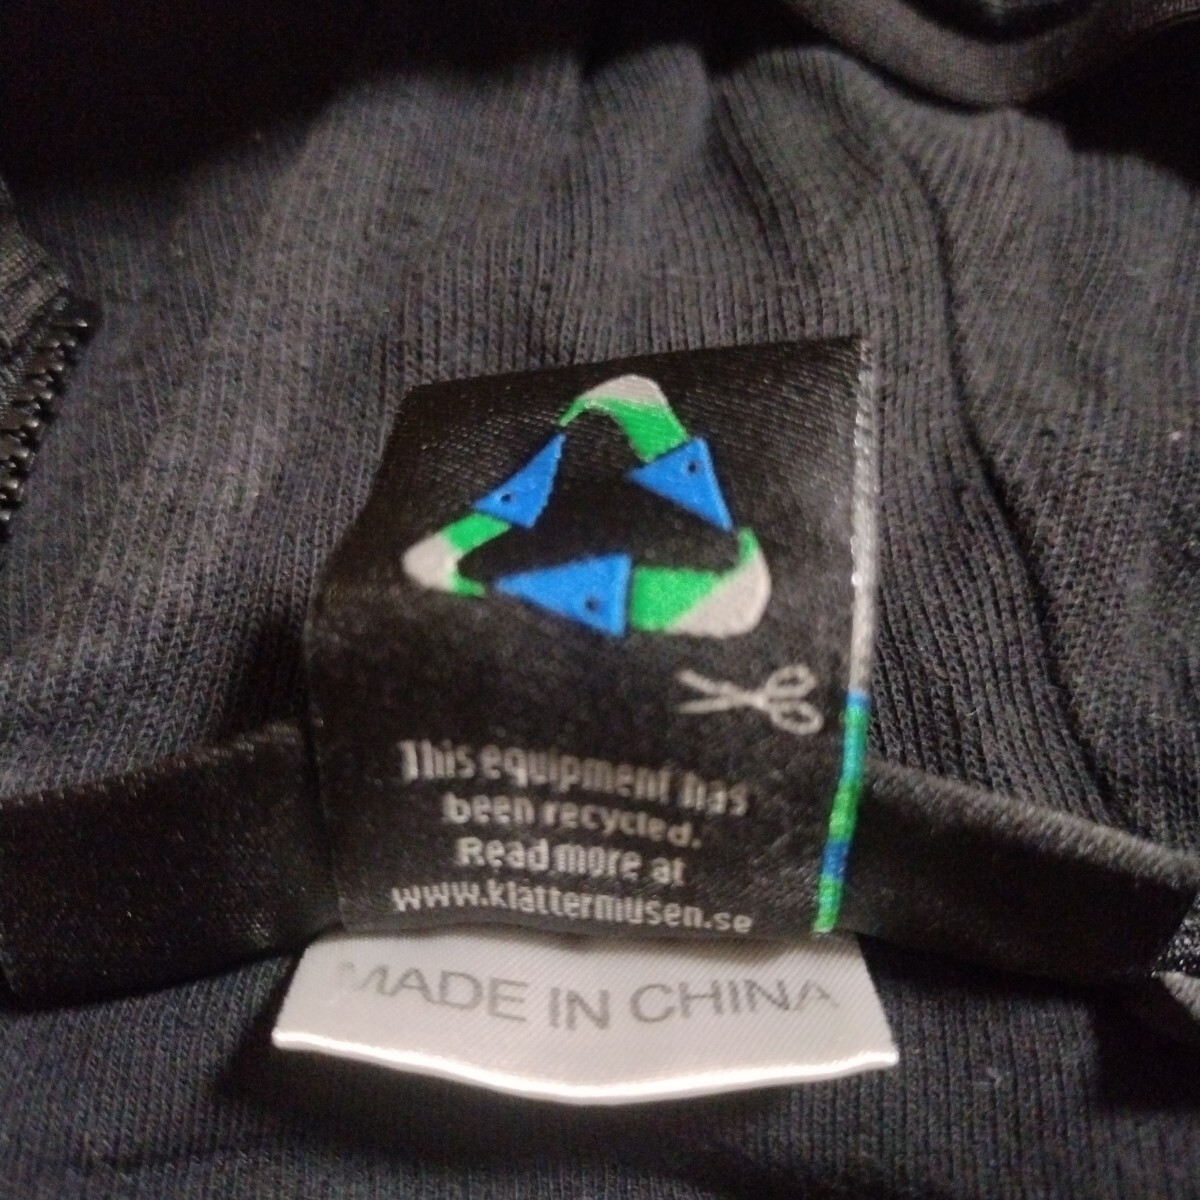 This equipment has
been recycled.
Read more at
www.klattermusen.se
MADE IN CHINA